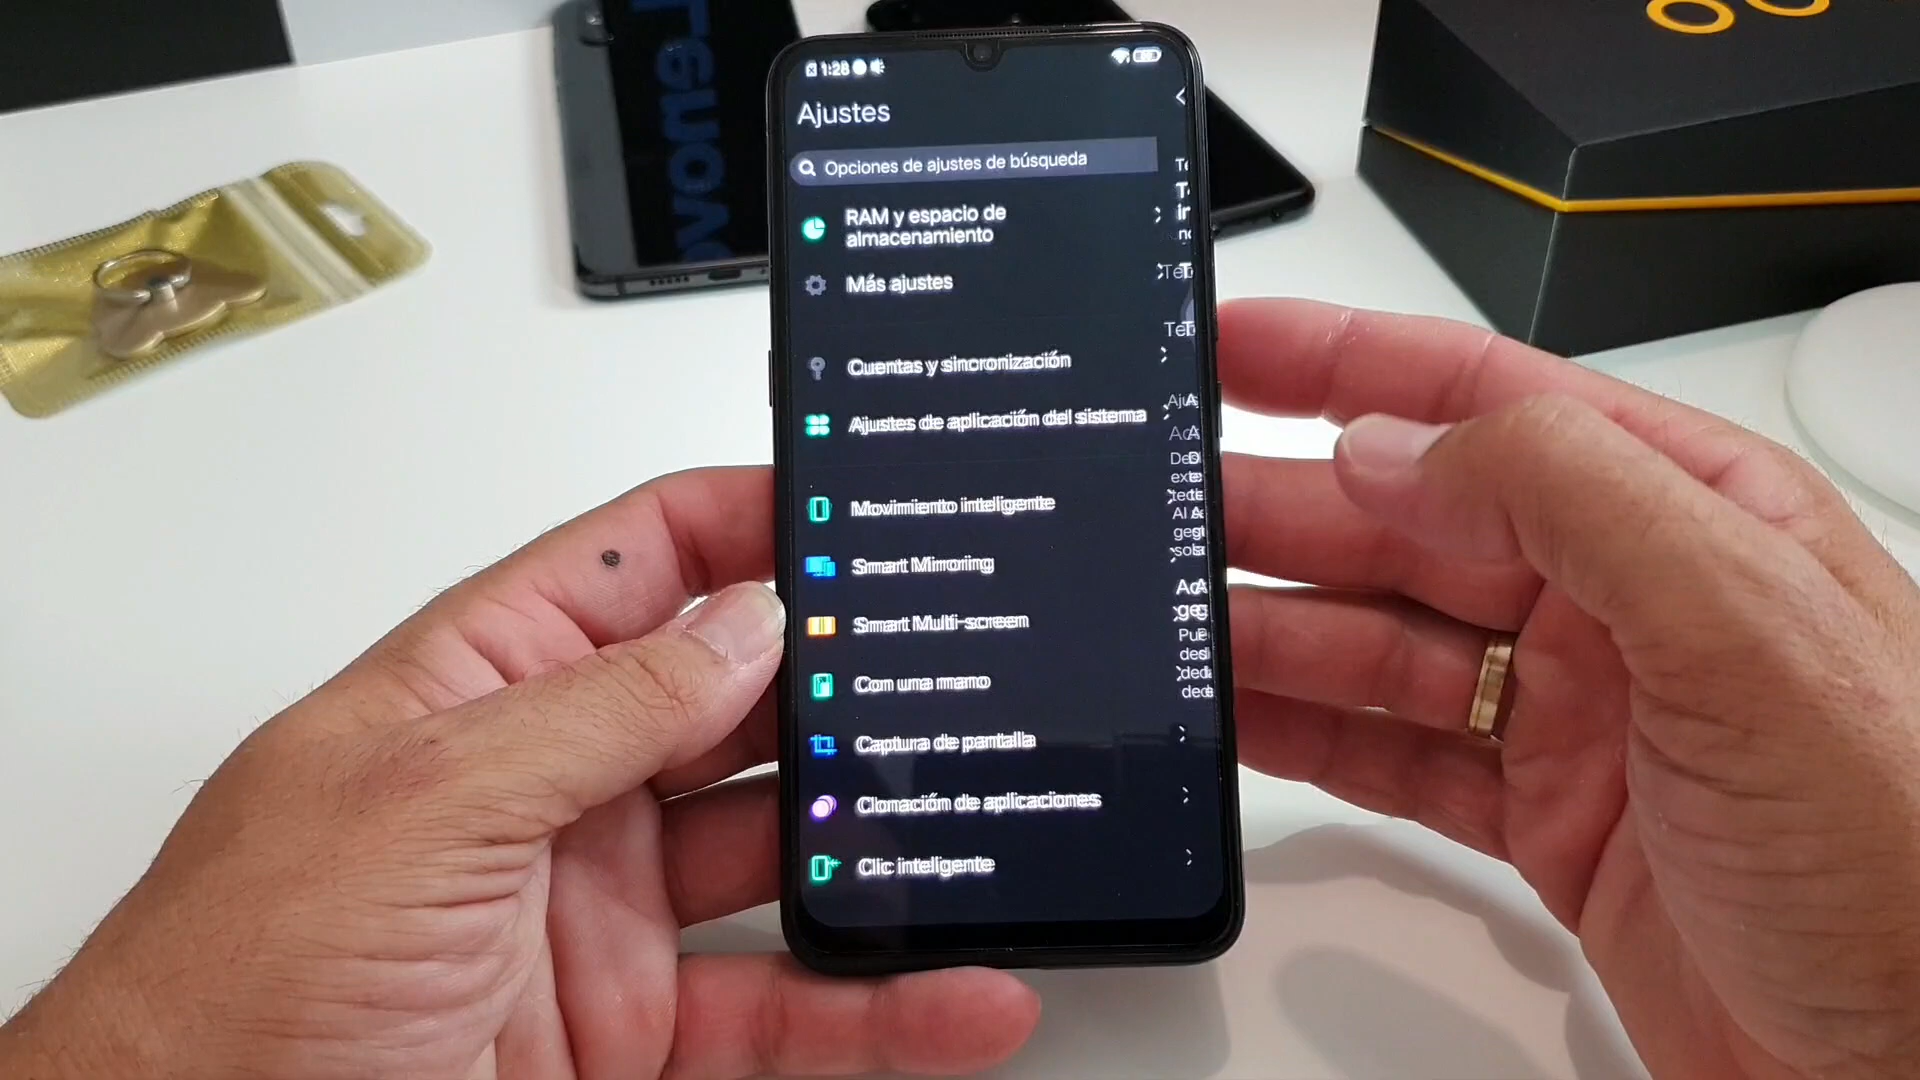 1:28
Ajustes
Opciones de ajustes de búsqueda
RAM y espacio de
almacenamiento
Más ajustes
Cuentas y sincronización
Ajustes de aplicación del sistema
Movimiento inteligente
Smart Mirroring
Smart Multi-screen
Con una mano
Captura de pantalla
Clonación de aplicaciones
Clic inteligente
Lenovo